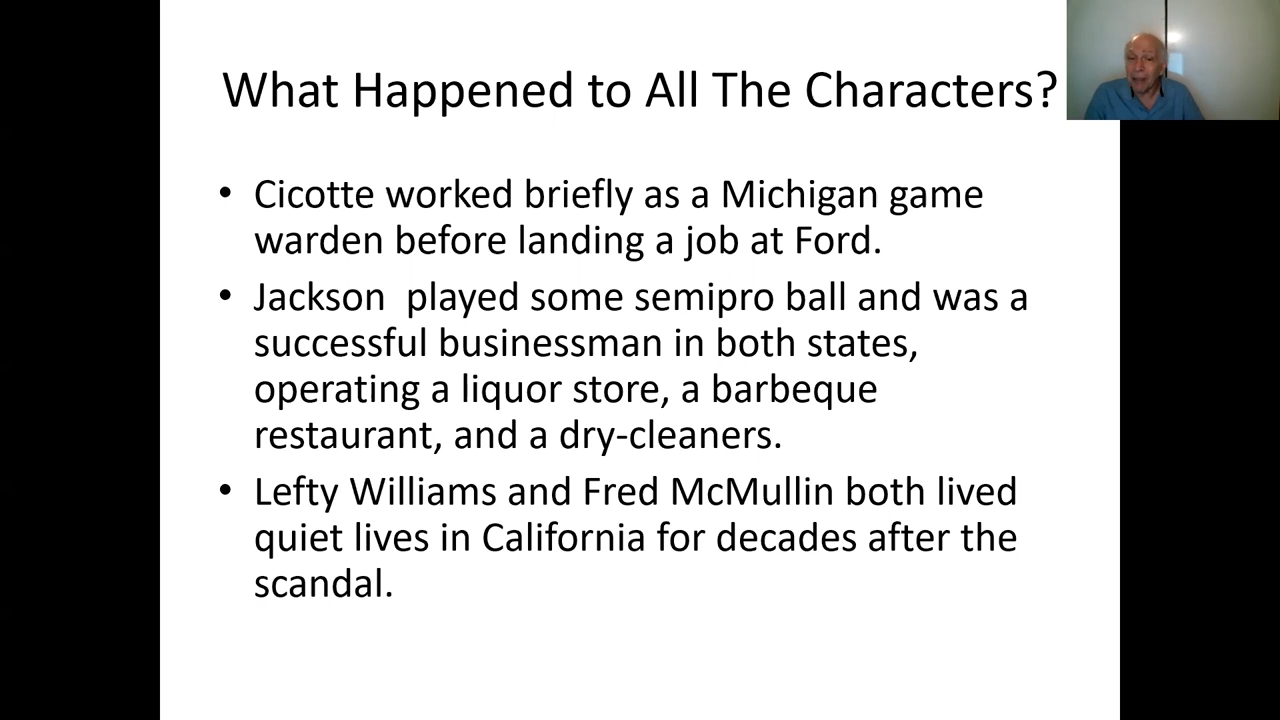 What Happened to All The Characters?
• Cicotte worked briefly as a Michigan game
warden before landing a job at Ford.
• Jackson  played some semipro ball and was a
successful businessman in both states,
operating a liquor store, a barbeque
restaurant, and a dry-cleaners.
• Lefty Williams and Fred McMullin both lived
quiet lives in California for decades after the
scandal.